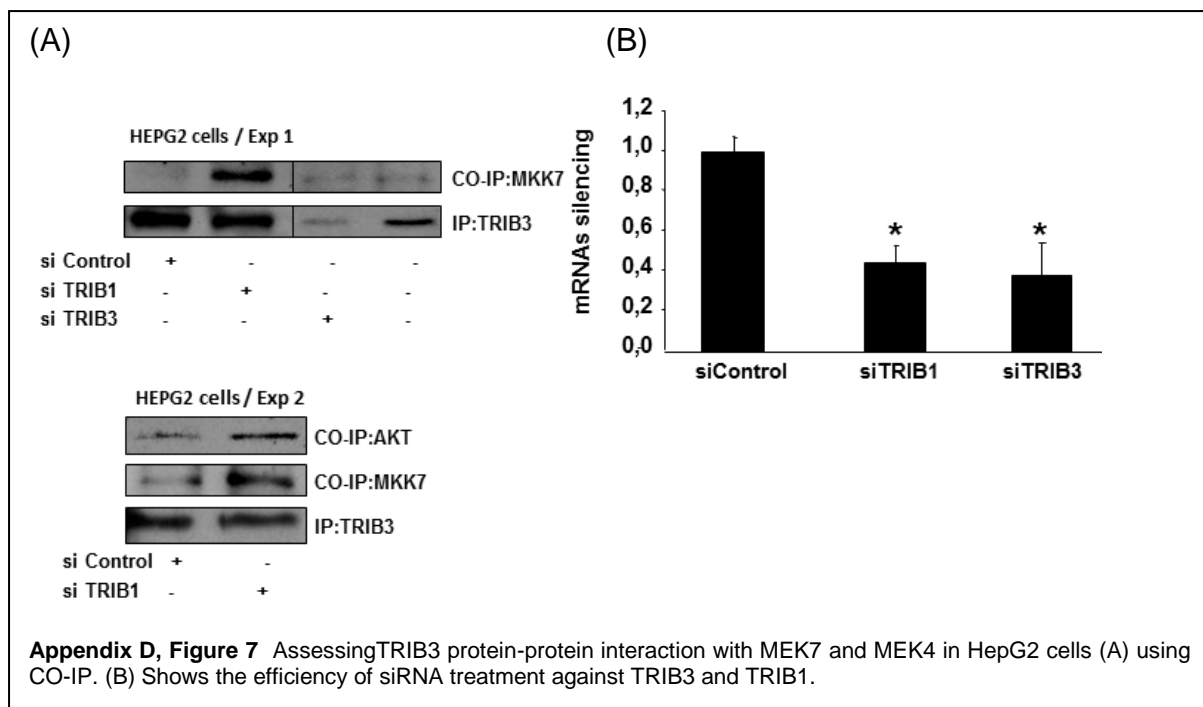 (A)
HEPG2 cells / Exp 1
CO-IP:MKK7
IP:TRIB3
si Control + - - -
si TRIB1 - + - -
si TRIB3 - - + -
HEPG2 cells / Exp 2
CO-IP:AKT
CO-IP:MKK7
IP:TRIB3
si Control + -
si TRIB1 - +
(B)
mRNAs silencing
1,2
1,0
0,8
0,6
0,4
0,2
0,0
* *
siControl siTRIB1 siTRIB3
Appendix D, Figure 7 AssessingTRIB3 protein-protein interaction with MEK7 and MEK4 in HepG2 cells (A) using
CO-IP. (B) Shows the efficiency of siRNA treatment against TRIB3 and TRIB1.